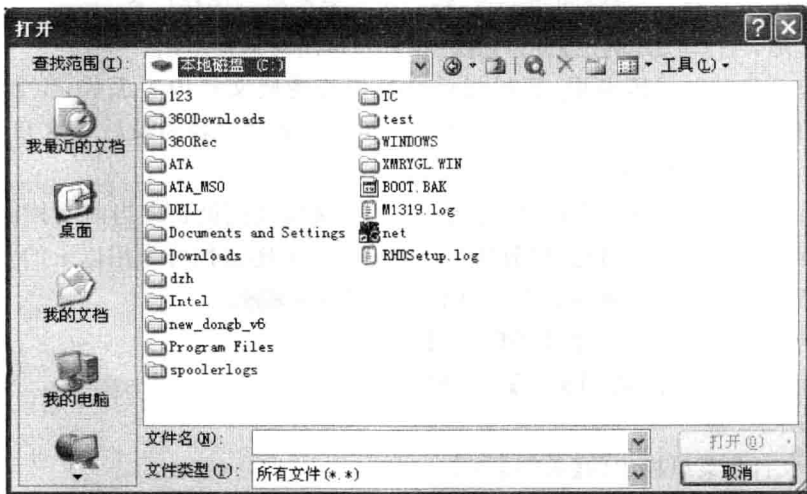 打开
查找范围(I):
本地磁盘 (C:)
工具(L)
我最近的文档
桌面
我的文档
我的电脑
123
360Downloads
360Rec
ATA
ATA_MSO
DELL
Documents and Settings
Downloads
dzh
Intel
new_dongb_v6
Program Files
spoolerlogs
TC
test
WINDOWS
XMRYGL.WIN
BOOT.BAK
M1319.log
net
RHDSetup.log
文件名(N):
打开(O)
文件类型(T):
所有文件(*.*)
取消